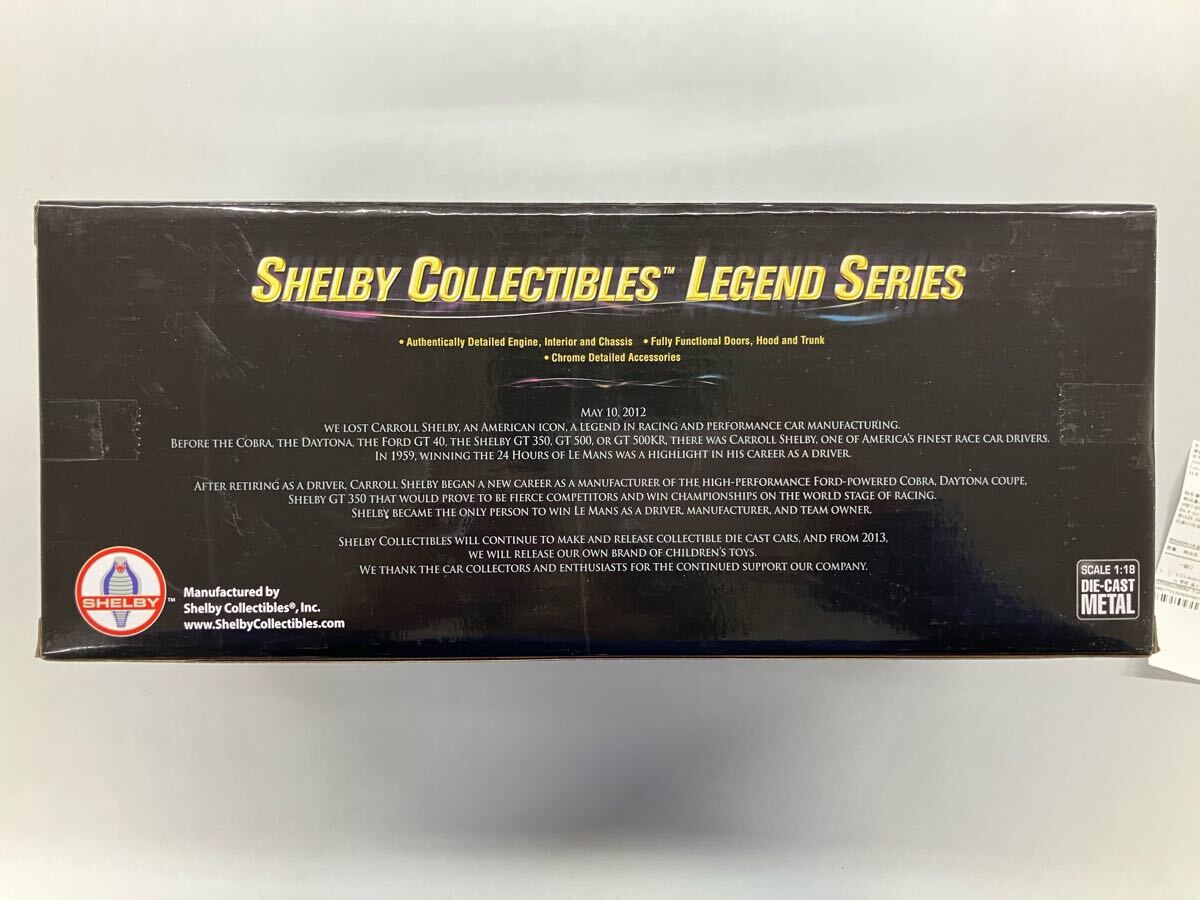 SHELBY COLLECTIBLES™ LEGEND SERIES
• Authentically Detailed Engine, Interior and Chassis • Fully Functional Doors, Hood and Trunk
• Chrome Detailed Accessories
MAY 10, 2012
WE LOST CARROLL SHELBY, AN AMERICAN ICON, A LEGEND IN RACING AND PERFORMANCE CAR MANUFACTURING.
BEFORE THE COBRA, THE DAYTONA, THE FORD GT 40, THE SHELBY GT 350, GT 500, OR GT 500KR, THERE WAS CARROLL SHELBY, ONE OF AMERICA'S FINEST RACE CAR DRIVERS.
IN 1959, WINNING THE 24 HOURS OF LE MANS WAS A HIGHLIGHT IN HIS CAREER AS A DRIVER.
AFTER RETIRING AS A DRIVER, CARROLL SHELBY BEGAN A NEW CAREER AS A MANUFACTURER OF THE HIGH-PERFORMANCE FORD-POWERED COBRA, DAYTONA COUPE,
SHELBY GT 350 THAT WOULD PROVE TO BE FIERCE COMPETITORS AND WIN CHAMPIONSHIPS ON THE WORLD STAGE OF RACING.
SHELBY BECAME THE ONLY PERSON TO WIN LE MANS AS A DRIVER, MANUFACTURER, AND TEAM OWNER.
SHELBY COLLECTIBLES WILL CONTINUE TO MAKE AND RELEASE COLLECTIBLE DIE CAST CARS, AND FROM 2013,
WE WILL RELEASE OUR OWN BRAND OF CHILDREN'S TOYS.
WE THANK THE CAR COLLECTORS AND ENTHUSIASTS FOR THE CONTINUED SUPPORT OUR COMPANY.
SHELBY™
Manufactured by
Shelby Collectibles®, Inc.
www.ShelbyCollectibles.com
SCALE 1:18
DIE-CAST
METAL